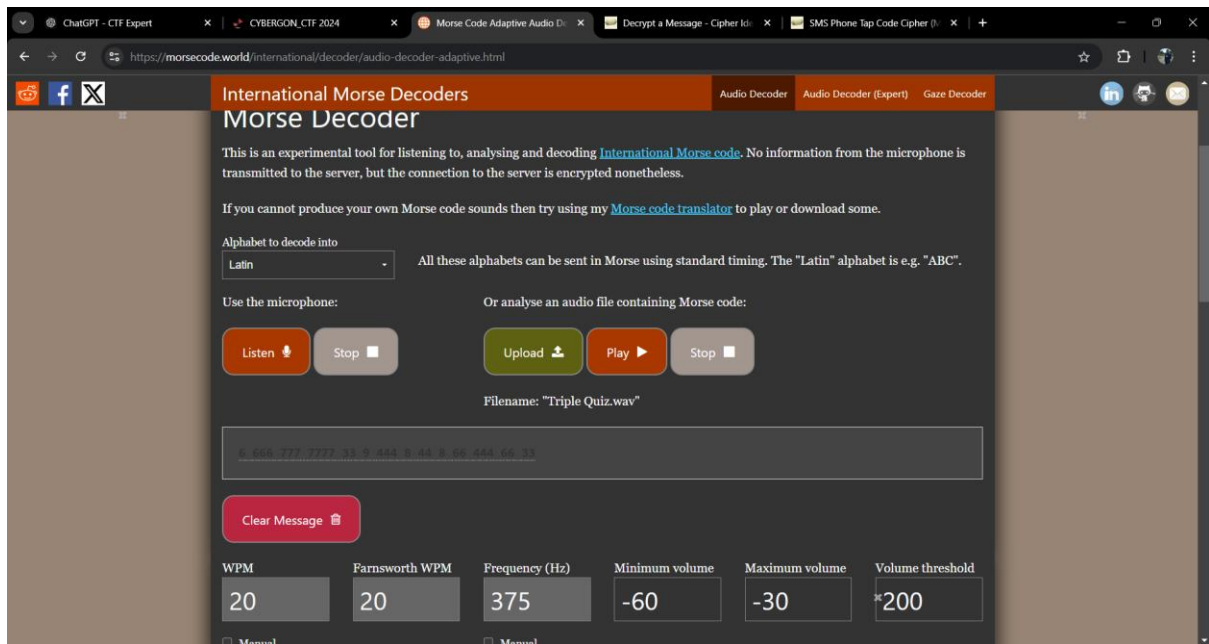 ChatGPT - CTF Expert
CYBERGON_CTF 2024
Morse Code Adaptive Audio De
Decrypt a Message - Cipher Ide
SMS Phone Tap Code Cipher (M
https://morsecode.world/international/decoder/audio-decoder-adaptive.html
International Morse Decoders
Audio Decoder
Audio Decoder (Expert)
Gaze Decoder
Morse Decoder
This is an experimental tool for listening to, analysing and decoding International Morse code. No information from the microphone is
transmitted to the server, but the connection to the server is encrypted nonetheless.
If you cannot produce your own Morse code sounds then try using my Morse code translator to play or download some.
Alphabet to decode into
Latin
All these alphabets can be sent in Morse using standard timing. The "Latin" alphabet is e.g. "ABC".
Use the microphone:
Or analyse an audio file containing Morse code:
Listen
Stop
Upload
Play
Stop
Filename: "Triple Quiz.wav"
6 666 777 7777 33 9 444 8 44 8 66 444 66 33
Clear Message
WPM
Farnsworth WPM
Frequency (Hz)
Minimum volume
Maximum volume
Volume threshold
20
20
375
-60
-30
200
Manual
Manual